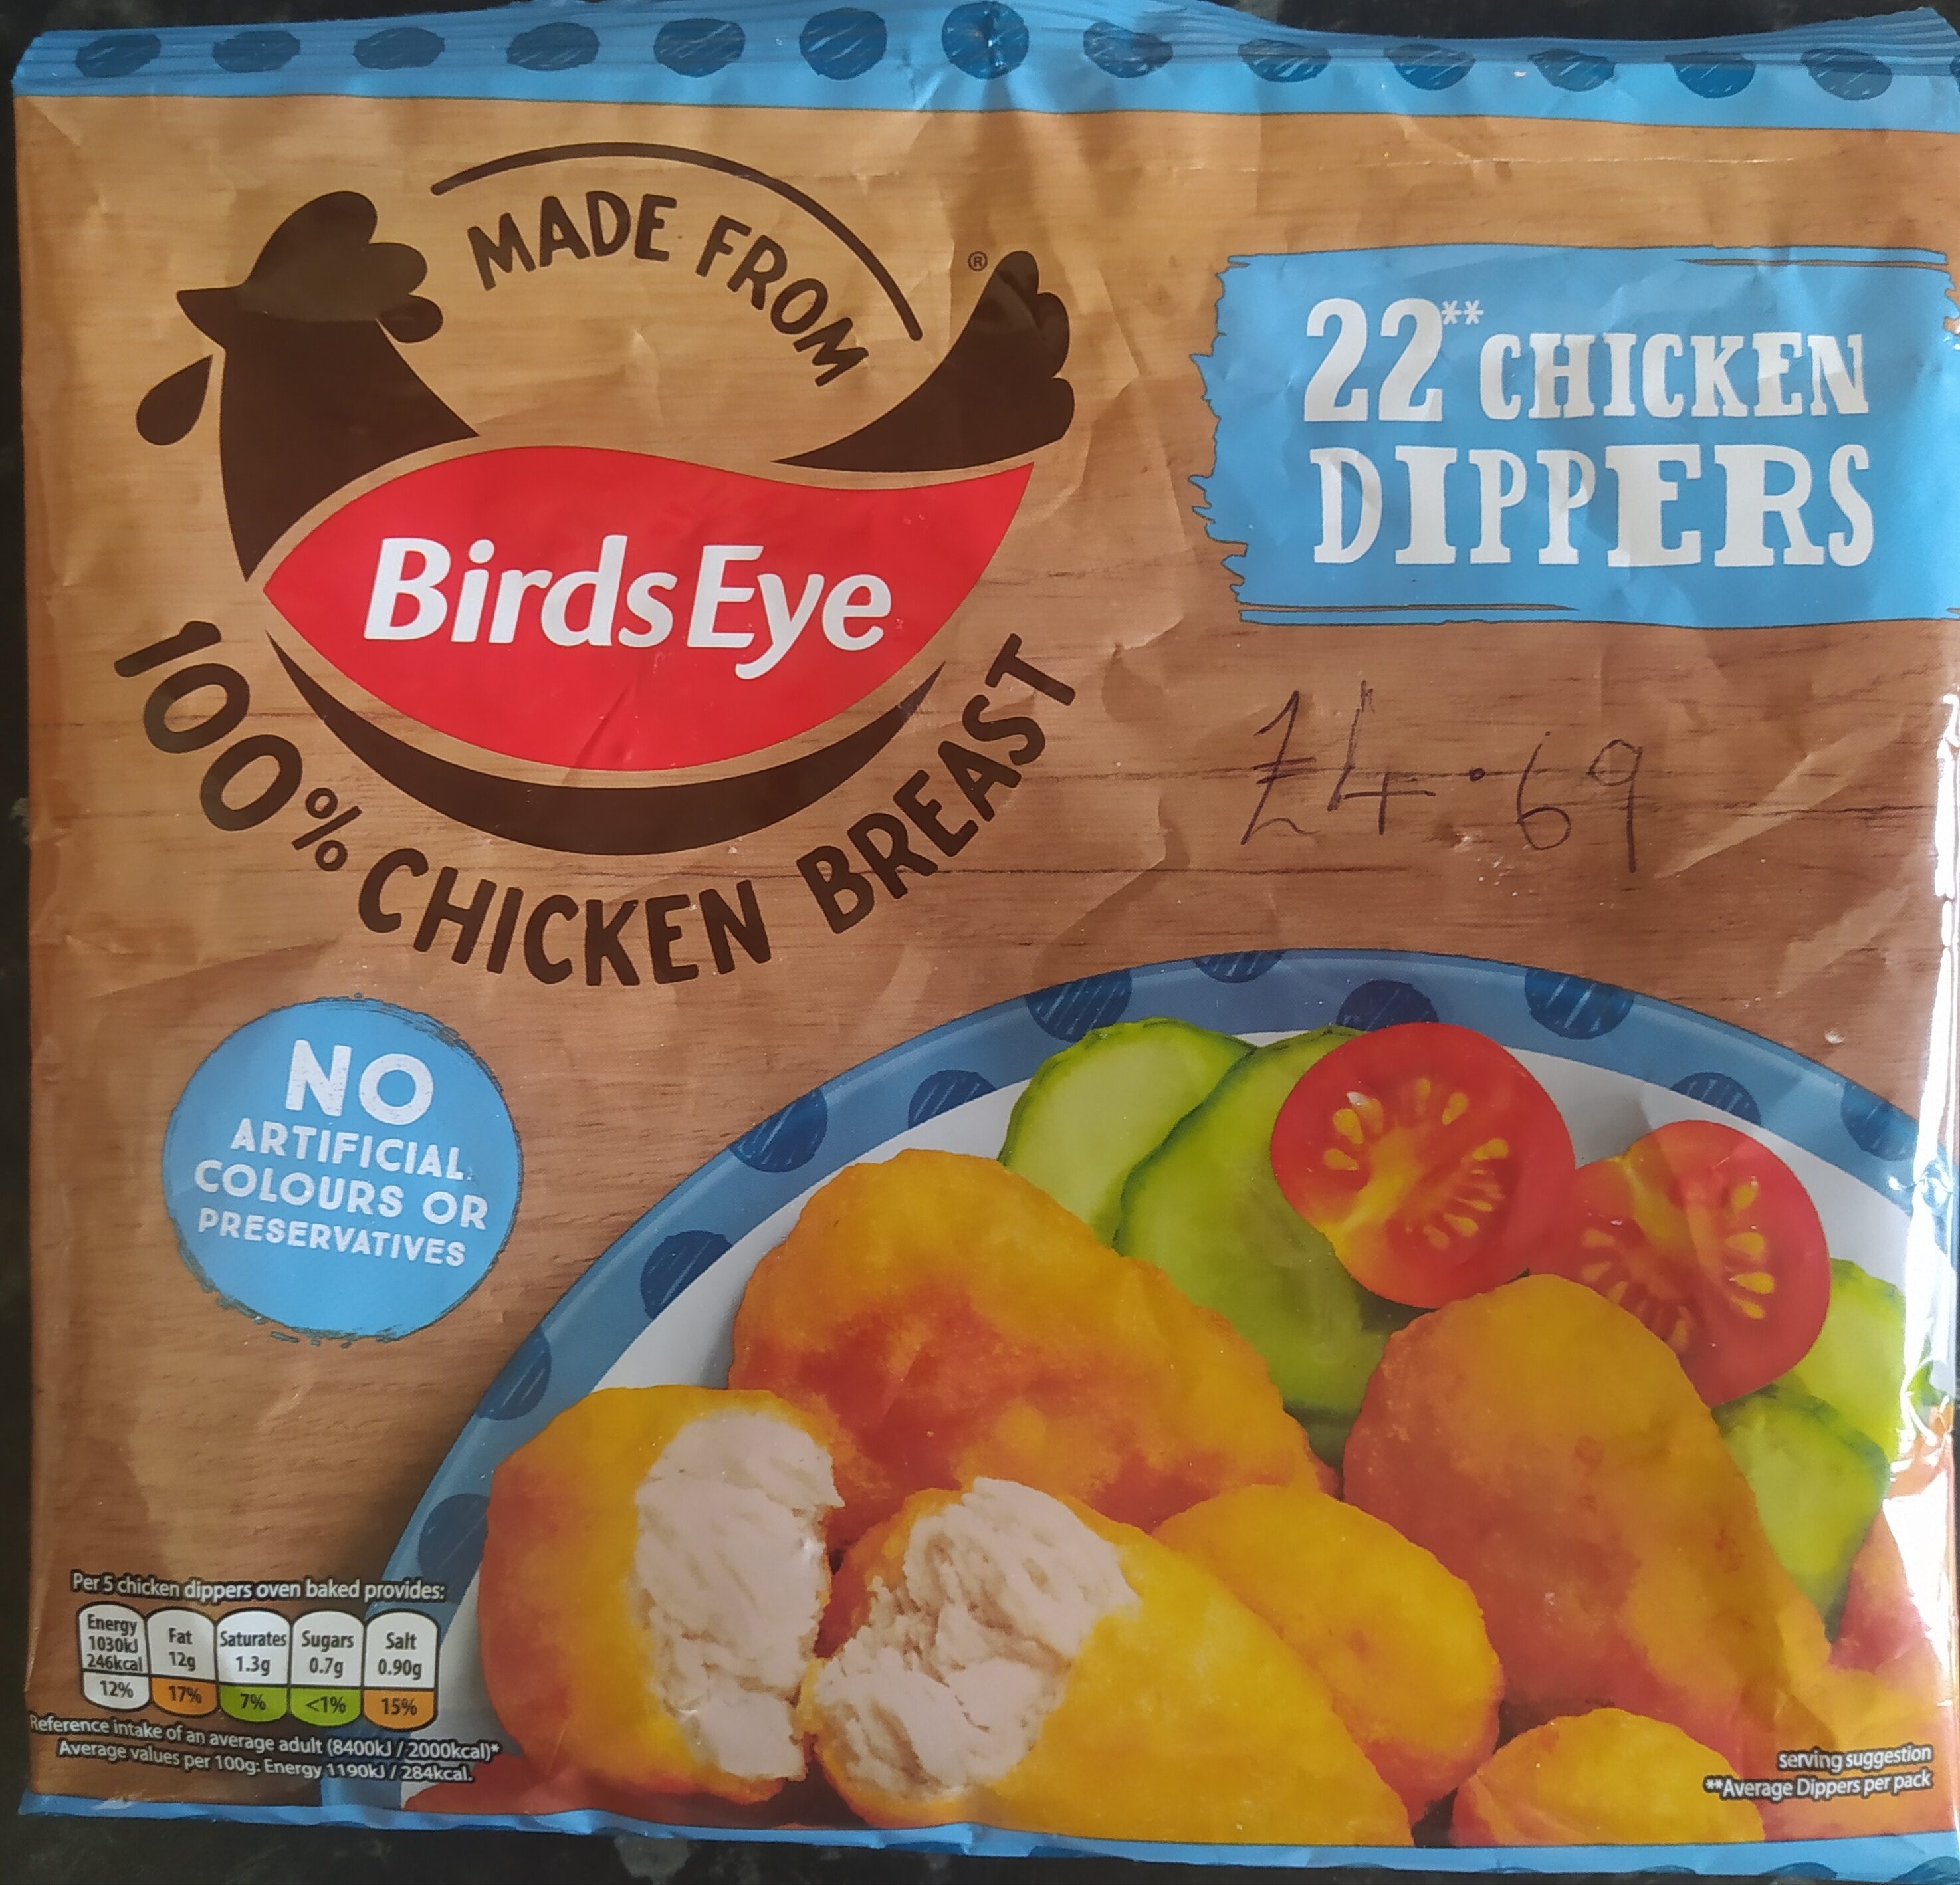 MADE FROM
®
BirdsEye
100% CHICKEN BREAST
22** CHICKEN
DIPPERS
£4.69
NO
ARTIFICIAL
COLOURS OR
PRESERVATIVES
Per 5 chicken dippers oven baked provides:
Energy 1030kJ 246kcal 12%
Fat 12g 17%
Saturates 1.3g 7%
Sugars 0.7g <1%
Salt 0.90g 15%
Reference intake of an average adult (8400kJ / 2000kcal)*
Average values per 100g: Energy 1190kJ / 284kcal.
serving suggestion
**Average Dippers per pack